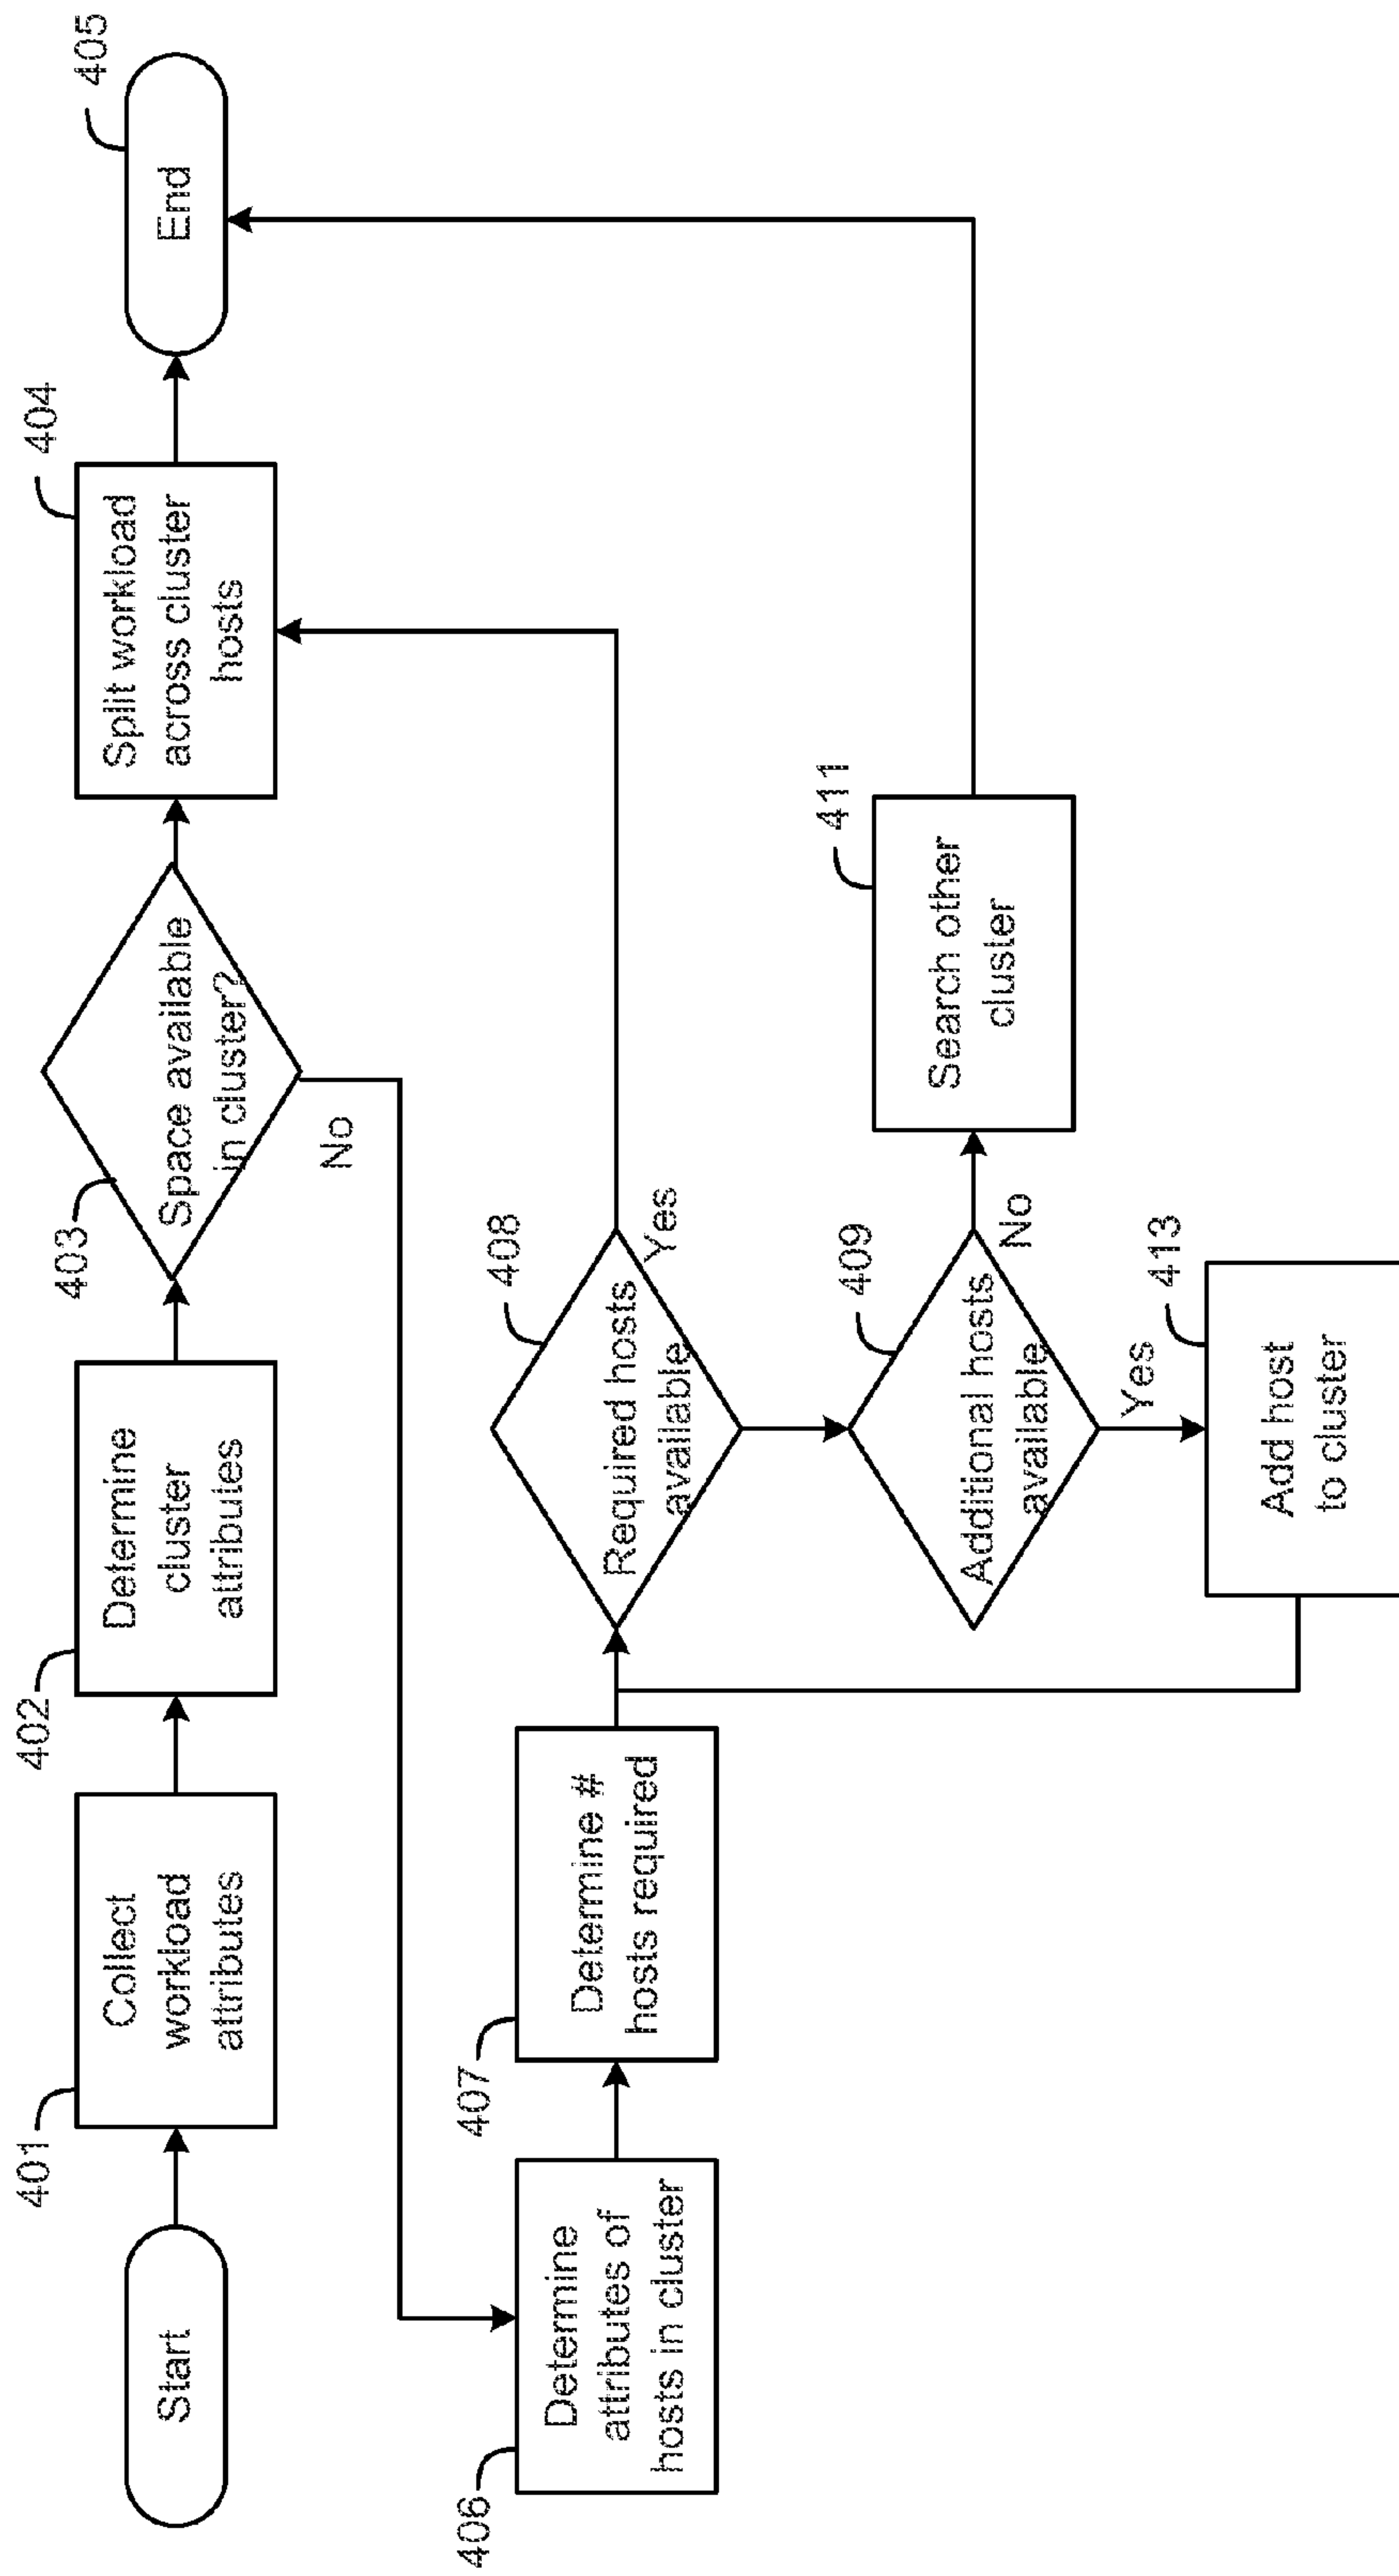 Start
401
Collect
workload
attributes
402
Determine
cluster
attributes
403
Space available
in cluster?
No
404
Split workload
across cluster
hosts
405
End
406
Determine
attributes of
hosts in cluster
407
Determine #
hosts required
408
Required hosts
available
Yes
409
Additional hosts
available
No
Yes
411
Search other
cluster
413
Add host
to cluster